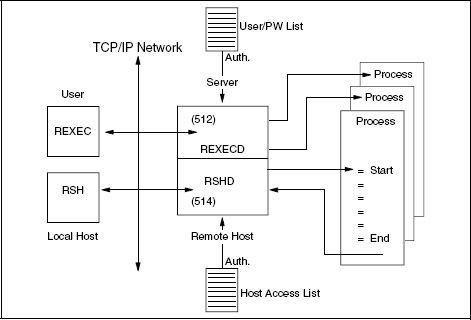 User/PW List
TCP/IP Network
Auth.
Server
Process
Process
Process
User
(512)
REXEC
REXECD
RSH
RSHD
(514)
= Start
=
=
=
=
= End
Local Host
Remote Host
Auth.
Host Access List